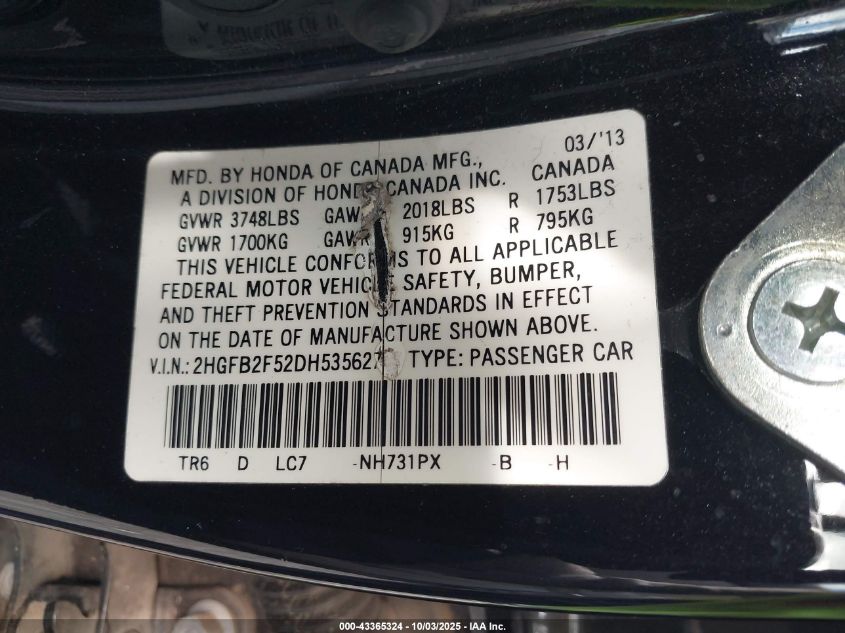 MFD. BY HONDA OF CANADA MFG., 03/'13
A DIVISION OF HONDA CANADA INC. CANADA
GVWR 3748LBS GAW 2018LBS R 1753LBS
GVWR 1700KG GAWR 915KG R 795KG
THIS VEHICLE CONFORMS TO ALL APPLICABLE
FEDERAL MOTOR VEHICLE SAFETY, BUMPER,
AND THEFT PREVENTION STANDARDS IN EFFECT
ON THE DATE OF MANUFACTURE SHOWN ABOVE.
V.I.N.: 2HGFB2F52DH535627 TYPE: PASSENGER CAR
TR6 D LC7 -NH731PX -B -H
000-43365324 - 10/03/2025 - IAA Inc.